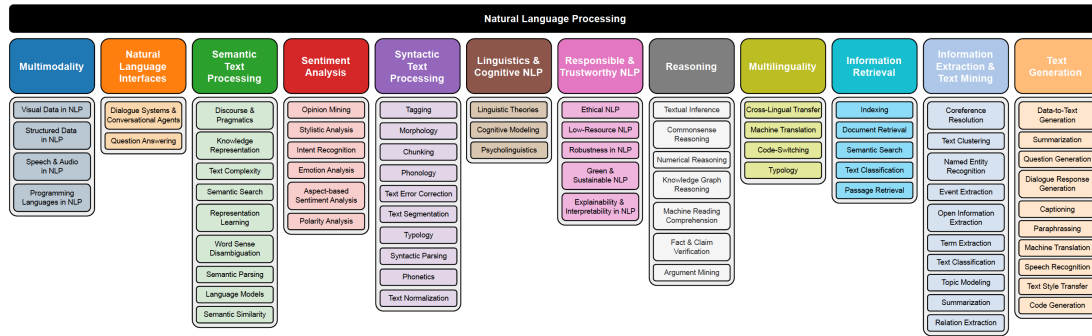 Natural Language Processing
Multimodality
Visual Data in NLP
Structured Data
in NLP
Speech & Audio
in NLP
Programming
Languages in NLP
Natural
Language
Interfaces
Dialogue Systems &
Conversational Agents
Question Answering
Semantic
Text
Processing
Discourse &
Pragmatics
Knowledge
Representation
Text Complexity
Semantic Search
Representation
Learning
Word Sense
Disambiguation
Semantic Parsing
Language Models
Semantic Similarity
Sentiment
Analysis
Opinion Mining
Stylistic Analysis
Intent Recognition
Emotion Analysis
Aspect-based
Sentiment Analysis
Polarity Analysis
Syntactic
Text
Processing
Tagging
Morphology
Chunking
Phonology
Text Error Correction
Text Segmentation
Typology
Syntactic Parsing
Phonetics
Text Normalization
Linguistics &
Cognitive NLP
Linguistic Theories
Cognitive Modeling
Psycholinguistics
Responsible &
Trustworthy NLP
Ethical NLP
Low-Resource NLP
Robustness in NLP
Green &
Sustainable NLP
Explainability &
Interpretability in NLP
Reasoning
Textual Inference
Commonsense
Reasoning
Numerical Reasoning
Knowledge Graph
Reasoning
Machine Reading
Comprehension
Fact & Claim
Verification
Argument Mining
Multilinguality
Cross-Lingual Transfer
Machine Translation
Code-Switching
Typology
Information
Retrieval
Indexing
Document Retrieval
Semantic Search
Text Classification
Passage Retrieval
Information
Extraction &
Text Mining
Coreference
Resolution
Text Clustering
Named Entity
Recognition
Event Extraction
Open Information
Extraction
Term Extraction
Text Classification
Topic Modeling
Summarization
Relation Extraction
Text
Generation
Data-to-Text
Generation
Summarization
Question Generation
Dialogue Response
Generation
Captioning
Paraphrassing
Machine Translation
Speech Recognition
Text Style Transfer
Code Generation